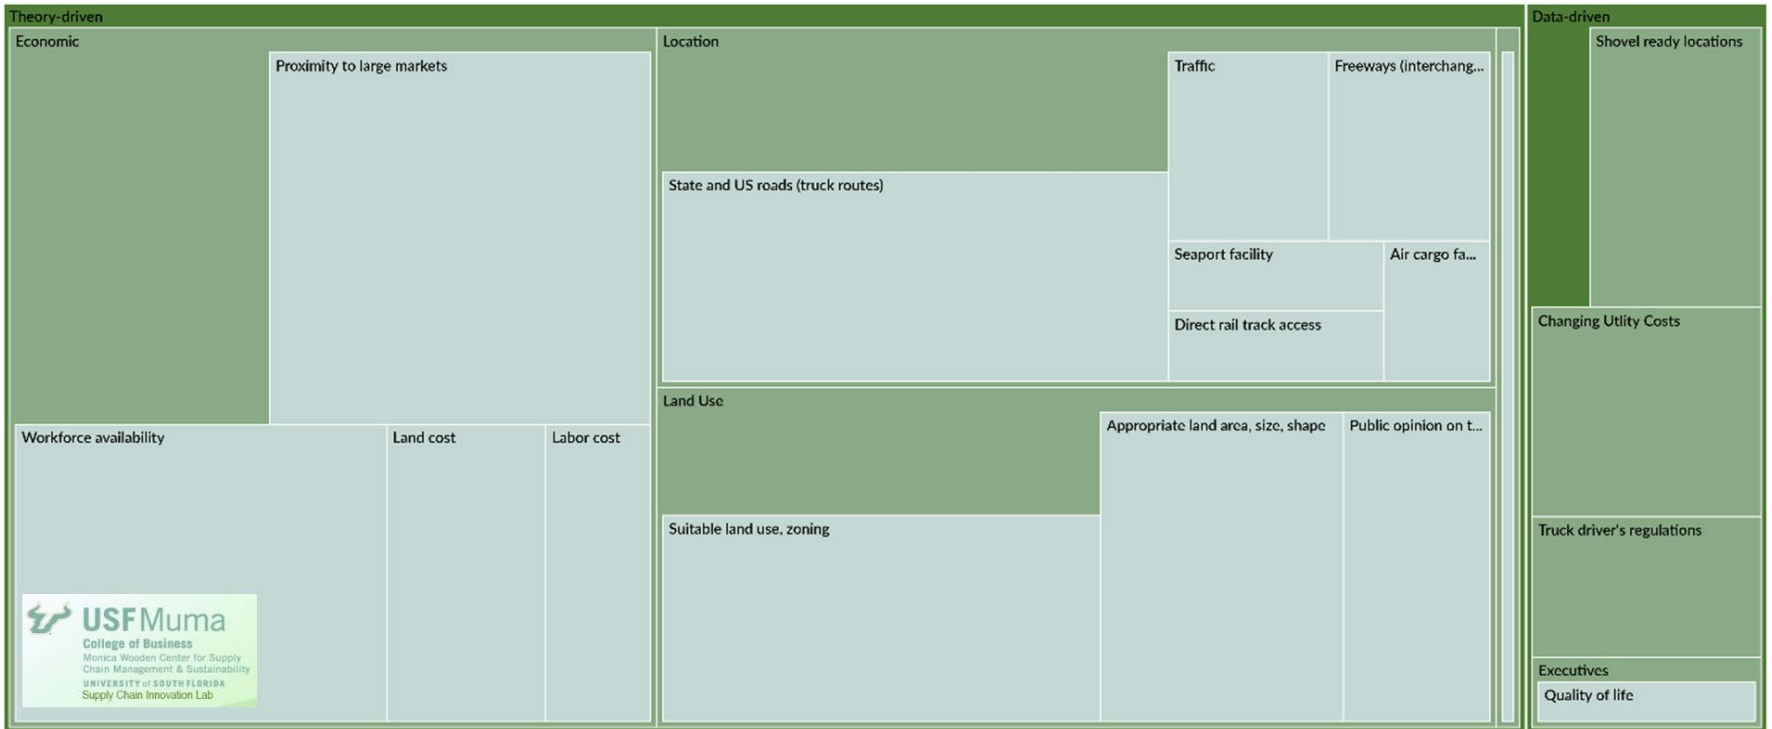 Theory-driven
Economic
Proximity to large markets
Workforce availability
Land cost
Labor cost
Location
Traffic
Freeways (interchang...
State and US roads (truck routes)
Seaport facility
Air cargo fa...
Direct rail track access
Land Use
Appropriate land area, size, shape
Public opinion on t...
Suitable land use, zoning
Data-driven
Shovel ready locations
Changing Utlity Costs
Truck driver's regulations
Executives
Quality of life
USF Muma
College of Business
Monica Wooden Center for Supply
Chain Management & Sustainability
UNIVERSITY of SOUTH FLORIDA
Supply Chain Innovation Lab